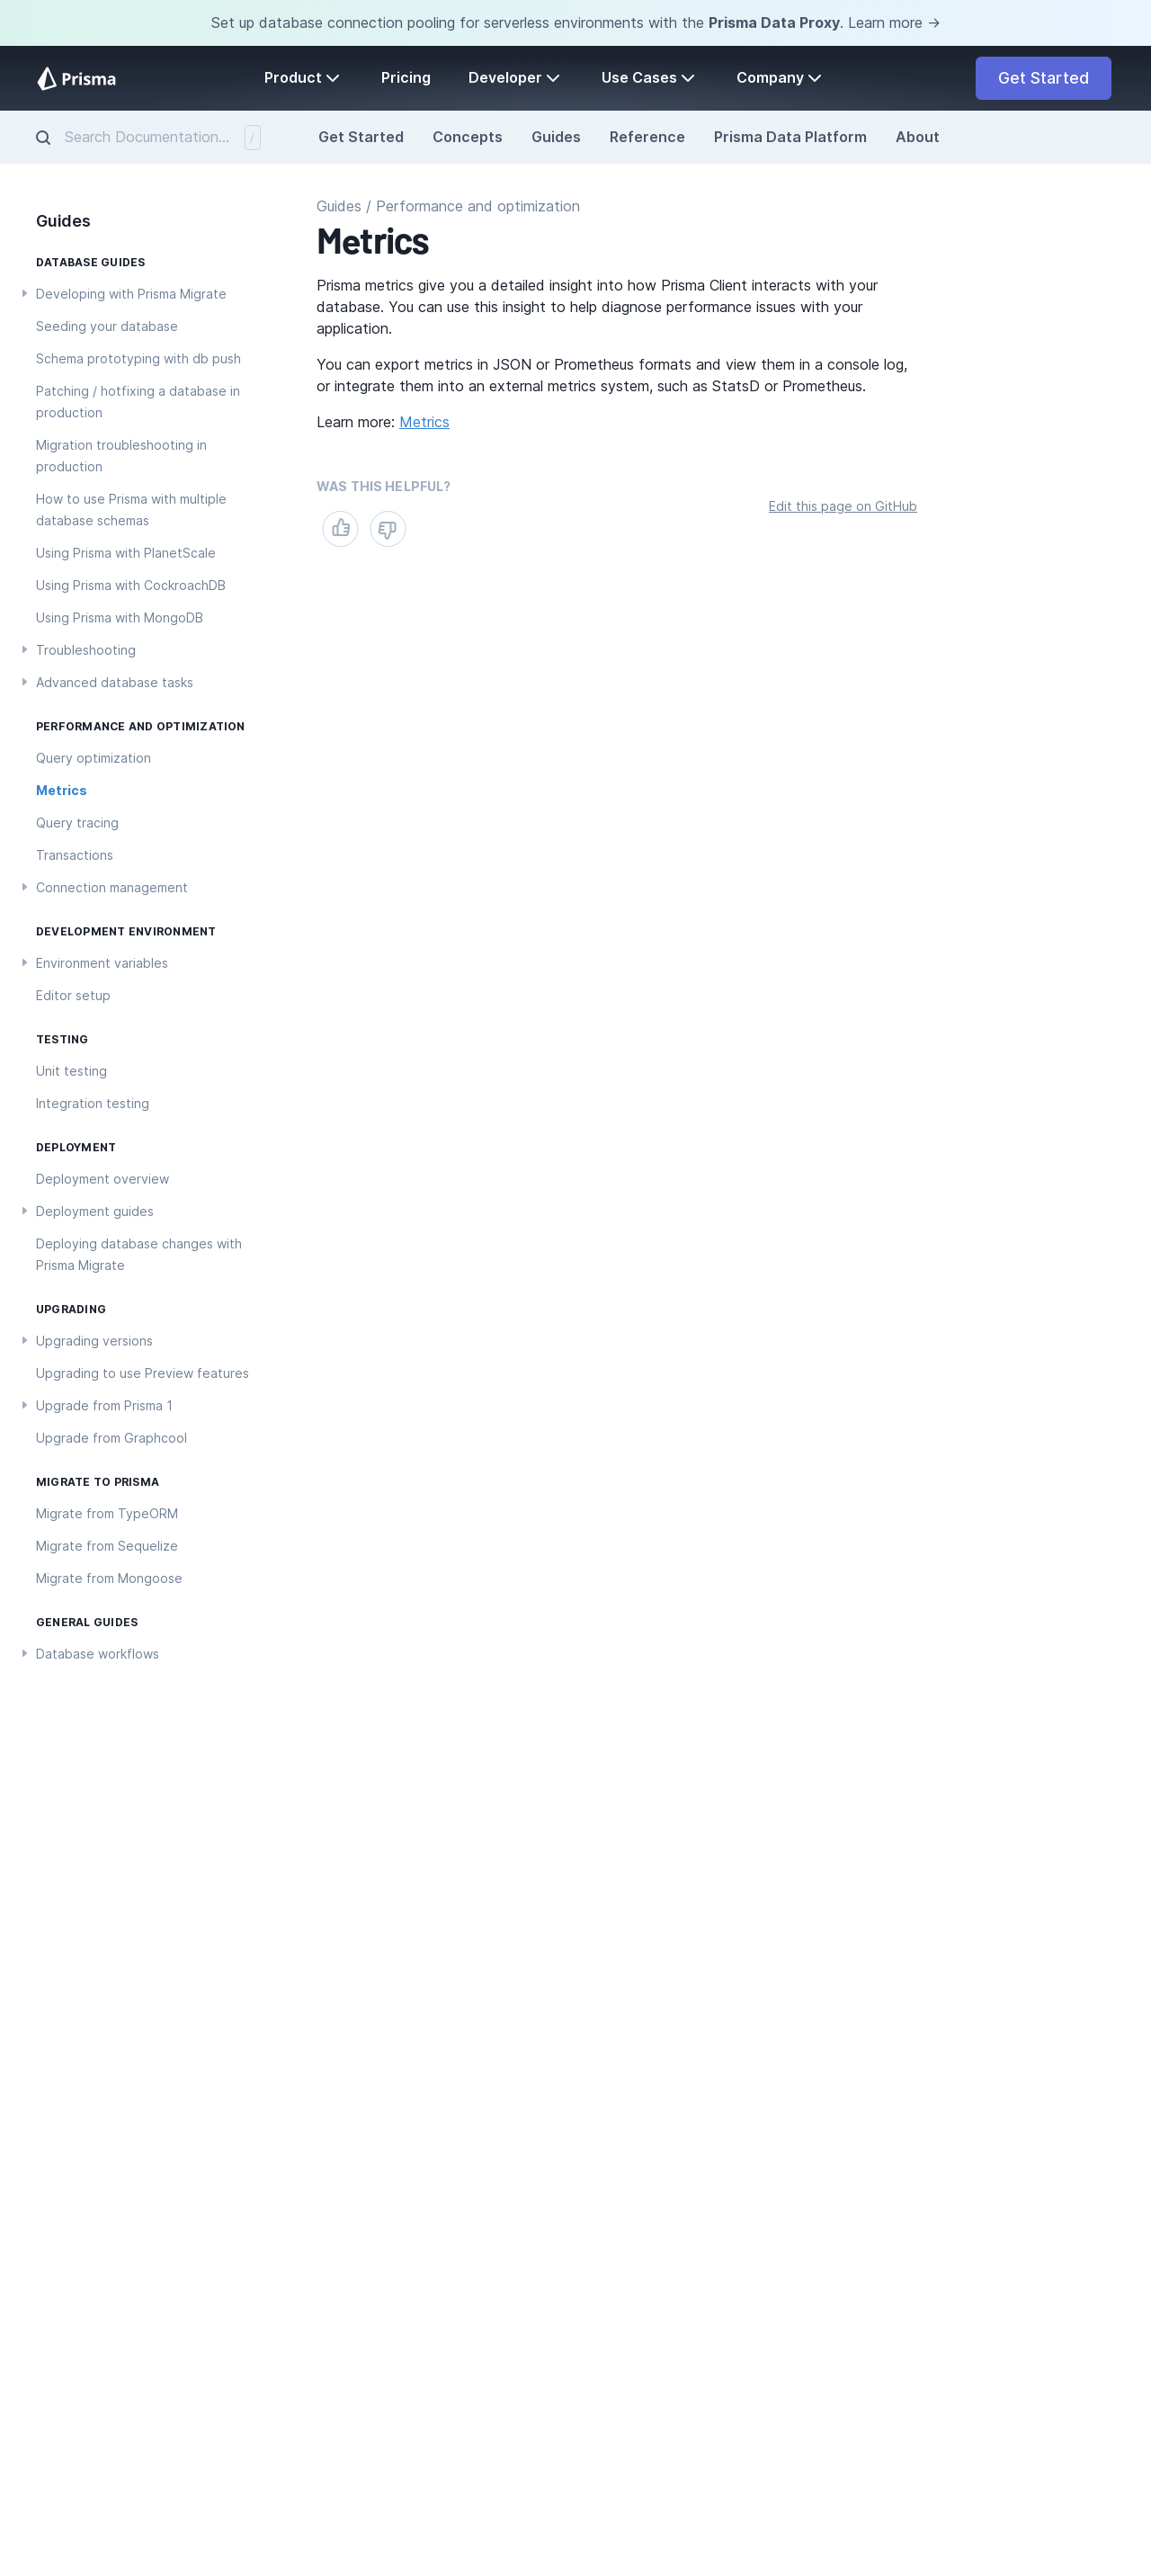 Set up database connection pooling for serverless environments with the Prisma Data Proxy. Learn more →
Prisma
Product
Pricing
Developer
Use Cases
Company
Get Started
Search Documentation...
/
Get Started
Concepts
Guides
Reference
Prisma Data Platform
About
Guides
DATABASE GUIDES
Developing with Prisma Migrate
Seeding your database
Schema prototyping with db push
Patching / hotfixing a database in
production
Migration troubleshooting in
production
How to use Prisma with multiple
database schemas
Using Prisma with PlanetScale
Using Prisma with CockroachDB
Using Prisma with MongoDB
Troubleshooting
Advanced database tasks
PERFORMANCE AND OPTIMIZATION
Query optimization
Metrics
Query tracing
Transactions
Connection management
DEVELOPMENT ENVIRONMENT
Environment variables
Editor setup
TESTING
Unit testing
Integration testing
DEPLOYMENT
Deployment overview
Deployment guides
Deploying database changes with
Prisma Migrate
UPGRADING
Upgrading versions
Upgrading to use Preview features
Upgrade from Prisma 1
Upgrade from Graphcool
MIGRATE TO PRISMA
Migrate from TypeORM
Migrate from Sequelize
Migrate from Mongoose
GENERAL GUIDES
Database workflows
Guides / Performance and optimization
Metrics
Prisma metrics give you a detailed insight into how Prisma Client interacts with your
database. You can use this insight to help diagnose performance issues with your
application.
You can export metrics in JSON or Prometheus formats and view them in a console log,
or integrate them into an external metrics system, such as StatsD or Prometheus.
Learn more: Metrics
WAS THIS HELPFUL?
Edit this page on GitHub